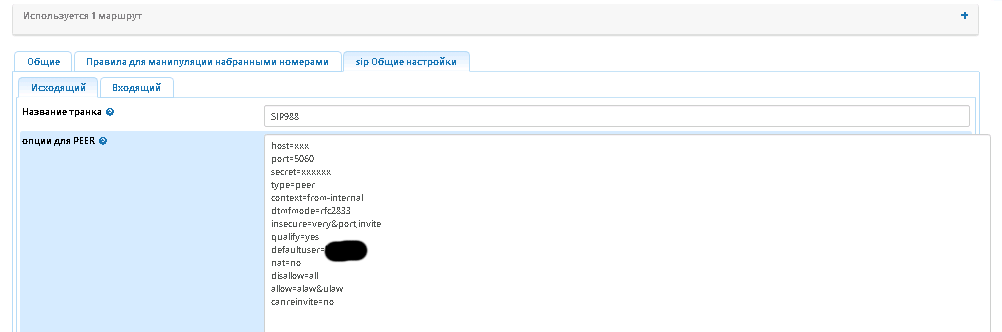 Используется 1 маршрут +
Общие Правила для манипуляции набранными номерами sip Общие настройки
Исходящий Входящий
Название транка ? SIP988
опции для PEER ?
host=xxx
port=5060
secret=xxxxxx
type=peer
context=from-internal
dtmfmode=rfc2833
insecure=very&port,invite
qualify=yes
defaultuser=
nat=no
disallow=all
allow=alaw&ulaw
canreinvite=no